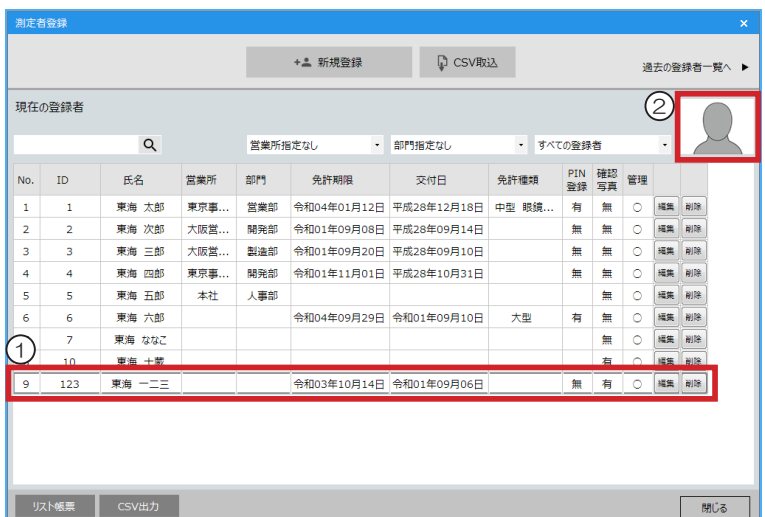 測定者登録 ×
+ 新規登録 CSV取込 過去の登録者一覧へ ▶
現在の登録者 ②
営業所指定なし 部門指定なし すべての登録者
No. ID 氏名 営業所 部門 免許期限 交付日 免許種類 PIN登録 確認写真 管理
1 1 東海 太郎 東京事... 営業部 令和04年01月12日 平成28年12月18日 中型 眼鏡... 有 無 ○ 編集 削除
2 2 東海 次郎 大阪営... 開発部 令和01年09月08日 平成28年09月14日 無 無 ○ 編集 削除
3 3 東海 三郎 大阪営... 製造部 令和01年09月20日 平成28年09月10日 無 無 ○ 編集 削除
4 4 東海 四郎 東京事... 開発部 令和01年11月01日 平成28年10月31日 無 無 ○ 編集 削除
5 5 東海 五郎 本社 人事部 無 ○ 編集 削除
6 6 東海 六郎 令和04年09月29日 令和01年09月10日 大型 有 無 ○ 編集 削除
7 東海 ななこ 無 ○ 編集 削除
①
10 東海 十蔵 有 ○ 編集 削除
9 123 東海 一二三 令和03年10月14日 令和01年09月06日 無 有 ○ 編集 削除
リスト帳票 CSV出力 閉じる